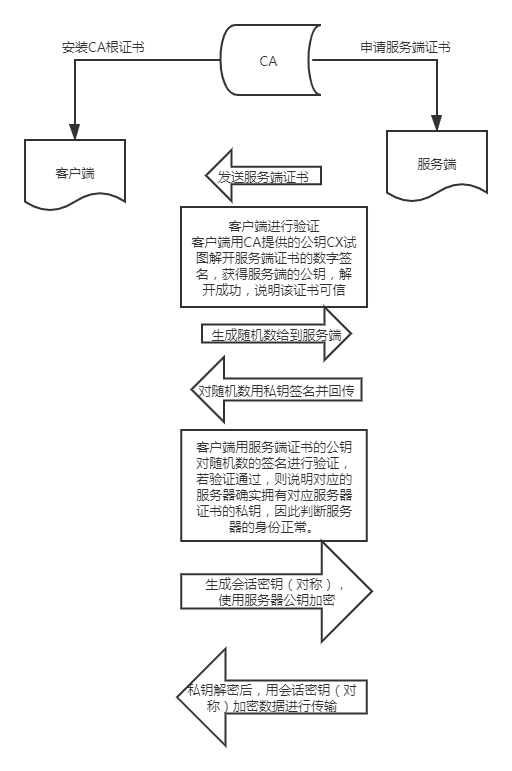 安装CA根证书
CA
申请服务端证书
客户端
服务端
发送服务端证书
客户端进行验证
客户端用CA提供的公钥CX试
图解开服务端证书的数字签
名，获得服务端的公钥，解
开成功，说明该证书可信
生成随机数给到服务端
对随机数用私钥签名并回传
客户端用服务端证书的公钥
对随机数的签名进行验证，
若验证通过，则说明对应的
服务器确实拥有对应服务器
证书的私钥，因此判断服务
器的身份正常。
生成会话密钥（对称），
使用服务器公钥加密
私钥解密后，用会话密钥（对
称）加密数据进行传输